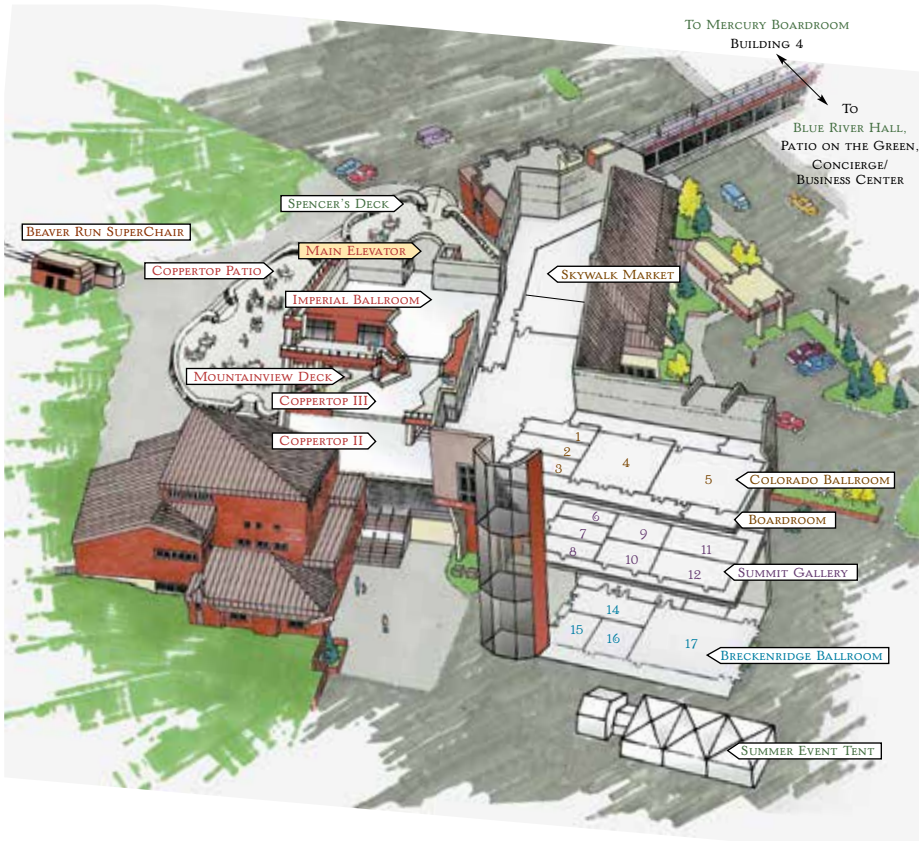 To Mercury Boardroom
Building 4
To
Blue River Hall,
Patio on the Green,
Concierge/
Business Center
Spencer's Deck
Beaver Run SuperChair
Main Elevator
Coppertop Patio
Skywalk Market
Imperial Ballroom
Mountainview Deck
Coppertop III
Coppertop II
1
2
3
4
5
Colorado Ballroom
Boardroom
6
7
8
9
10
11
12
Summit Gallery
14
15
16
17
Breckenridge Ballroom
Summer Event Tent